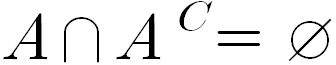 A ∩ A^C = ∅